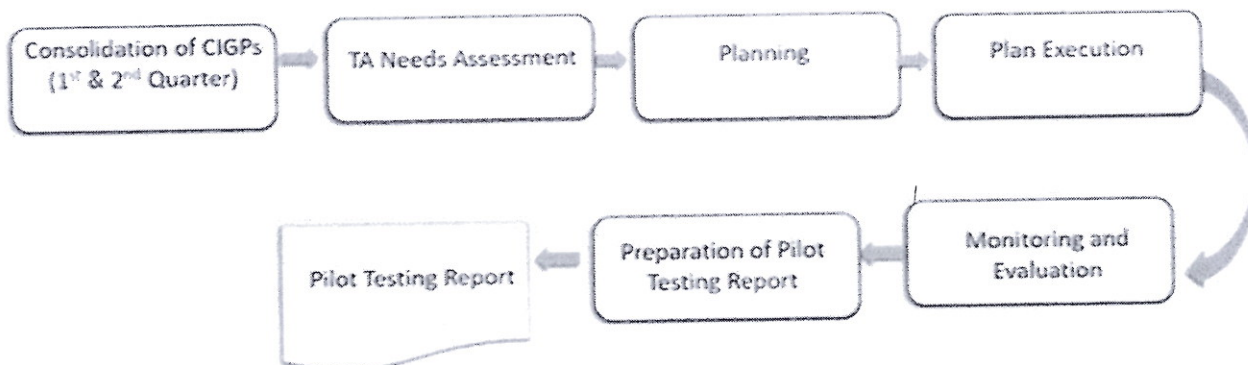 Consolidation of CIGPs
(1st & 2nd Quarter)
TA Needs Assessment
Planning
Plan Execution
Monitoring and
Evaluation
Preparation of Pilot
Testing Report
Pilot Testing Report